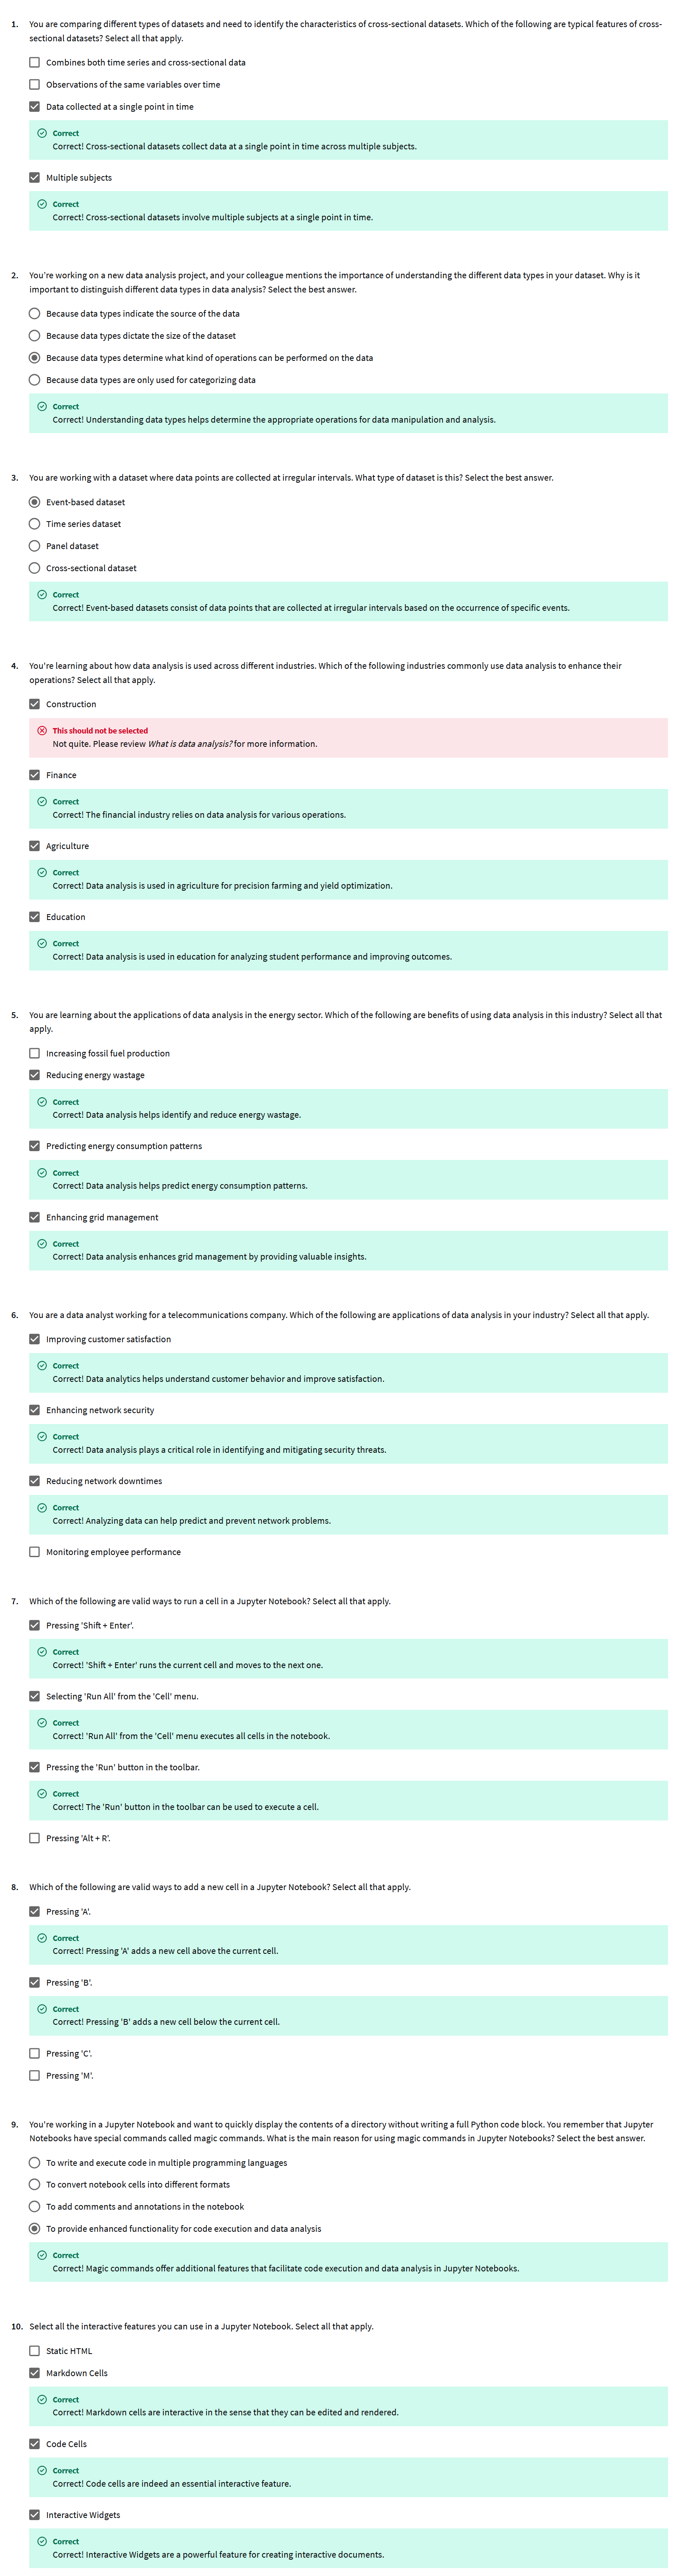 1. You are comparing different types of datasets and need to identify the characteristics of cross-sectional datasets. Which of the following are typical features of cross-
sectional datasets? Select all that apply.
Combines both time series and cross-sectional data
Observations of the same variables over time
Data collected at a single point in time
Correct
Correct! Cross-sectional datasets collect data at a single point in time across multiple subjects.
Multiple subjects
Correct
Correct! Cross-sectional datasets involve multiple subjects at a single point in time.
2. You're working on a new data analysis project, and your colleague mentions the importance of understanding the different data types in your dataset. Why is it
important to distinguish different data types in data analysis? Select the best answer.
Because data types indicate the source of the data
Because data types dictate the size of the dataset
Because data types determine what kind of operations can be performed on the data
Because data types are only used for categorizing data
Correct
Correct! Understanding data types helps determine the appropriate operations for data manipulation and analysis.
3. You are working with a dataset where data points are collected at irregular intervals. What type of dataset is this? Select the best answer.
Event-based dataset
Time series dataset
Panel dataset
Cross-sectional dataset
Correct
Correct! Event-based datasets consist of data points that are collected at irregular intervals based on the occurrence of specific events.
4. You're learning about how data analysis is used across different industries. Which of the following industries commonly use data analysis to enhance their
operations? Select all that apply.
Construction
This should not be selected
Not quite. Please review What is data analysis? for more information.
Finance
Correct
Correct! The financial industry relies on data analysis for various operations.
Agriculture
Correct
Correct! Data analysis is used in agriculture for precision farming and yield optimization.
Education
Correct
Correct! Data analysis is used in education for analyzing student performance and improving outcomes.
5. You are learning about the applications of data analysis in the energy sector. Which of the following are benefits of using data analysis in this industry? Select all that
apply.
Increasing fossil fuel production
Reducing energy wastage
Correct
Correct! Data analysis helps identify and reduce energy wastage.
Predicting energy consumption patterns
Correct
Correct! Data analysis helps predict energy consumption patterns.
Enhancing grid management
Correct
Correct! Data analysis enhances grid management by providing valuable insights.
6. You are a data analyst working for a telecommunications company. Which of the following are applications of data analysis in your industry? Select all that apply.
Improving customer satisfaction
Correct
Correct! Data analytics helps understand customer behavior and improve satisfaction.
Enhancing network security
Correct
Correct! Data analysis plays a critical role in identifying and mitigating security threats.
Reducing network downtimes
Correct
Correct! Analyzing data can help predict and prevent network problems.
Monitoring employee performance
7. Which of the following are valid ways to run a cell in a Jupyter Notebook? Select all that apply.
Pressing 'Shift + Enter'.
Correct
Correct! 'Shift + Enter' runs the current cell and moves to the next one.
Selecting 'Run All' from the 'Cell' menu.
Correct
Correct! 'Run All' from the 'Cell' menu executes all cells in the notebook.
Pressing the 'Run' button in the toolbar.
Correct
Correct! The 'Run' button in the toolbar can be used to execute a cell.
Pressing 'Alt + R'.
8. Which of the following are valid ways to add a new cell in a Jupyter Notebook? Select all that apply.
Pressing 'A'.
Correct
Correct! Pressing 'A' adds a new cell above the current cell.
Pressing 'B'.
Correct
Correct! Pressing 'B' adds a new cell below the current cell.
Pressing 'C'.
Pressing 'M'.
9. You're working in a Jupyter Notebook and want to quickly display the contents of a directory without writing a full Python code block. You remember that Jupyter
Notebooks have special commands called magic commands. What is the main reason for using magic commands in Jupyter Notebooks? Select the best answer.
To write and execute code in multiple programming languages
To convert notebook cells into different formats
To add comments and annotations in the notebook
To provide enhanced functionality for code execution and data analysis
Correct
Correct! Magic commands offer additional features that facilitate code execution and data analysis in Jupyter Notebooks.
10. Select all the interactive features you can use in a Jupyter Notebook. Select all that apply.
Static HTML
Markdown Cells
Correct
Correct! Markdown cells are interactive in the sense that they can be edited and rendered.
Code Cells
Correct
Correct! Code cells are indeed an essential interactive feature.
Interactive Widgets
Correct
Correct! Interactive Widgets are a powerful feature for creating interactive documents.